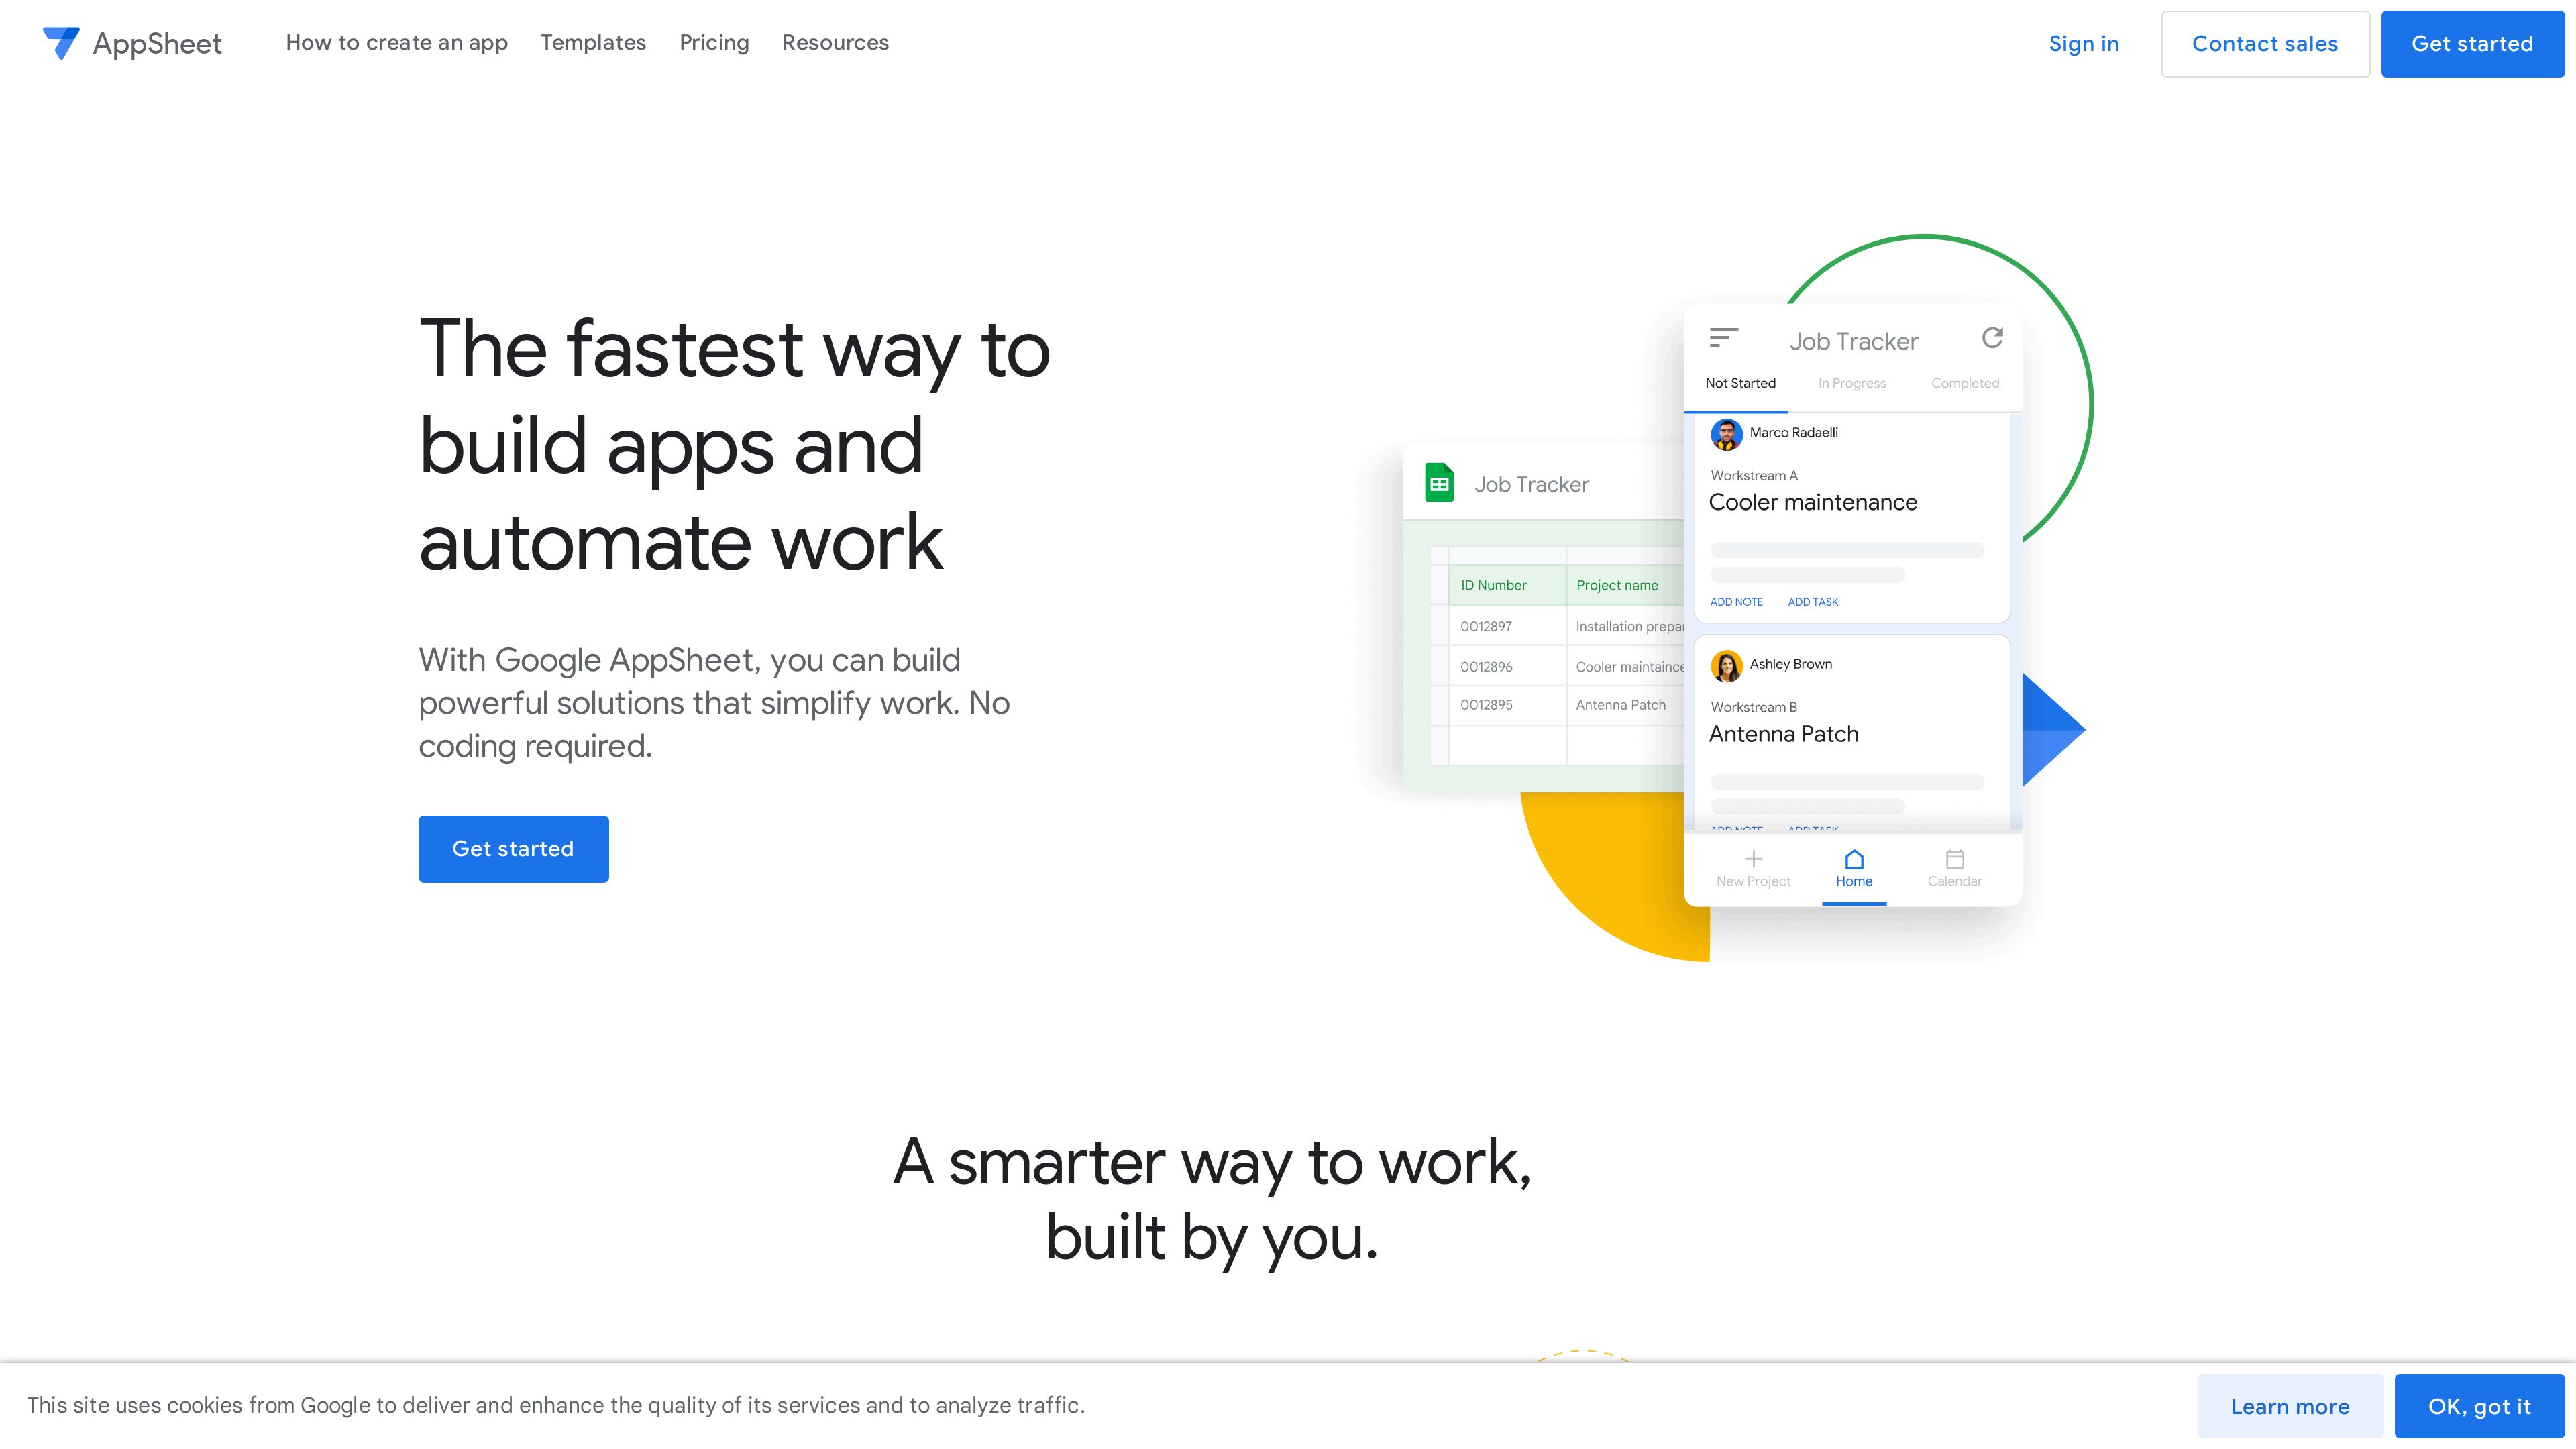 AppSheet
How to create an app
Templates
Pricing
Resources
Sign in
Contact sales
Get started
The fastest way to
build apps and
automate work
With Google AppSheet, you can build
powerful solutions that simplify work. No
coding required.
Get started
Job Tracker
ID Number
Project name
0012897
Installation prepa
0012896
Cooler maintaince
0012895
Antenna Patch
Job Tracker
Not Started
In Progress
Completed
Marco Radaelli
Workstream A
Cooler maintenance
ADD NOTE
ADD TASK
Ashley Brown
Workstream B
Antenna Patch
ADD NOTE
ADD TASK
New Project
Home
Calendar
A smarter way to work,
built by you.
This site uses cookies from Google to deliver and enhance the quality of its services and to analyze traffic.
Learn more
OK, got it